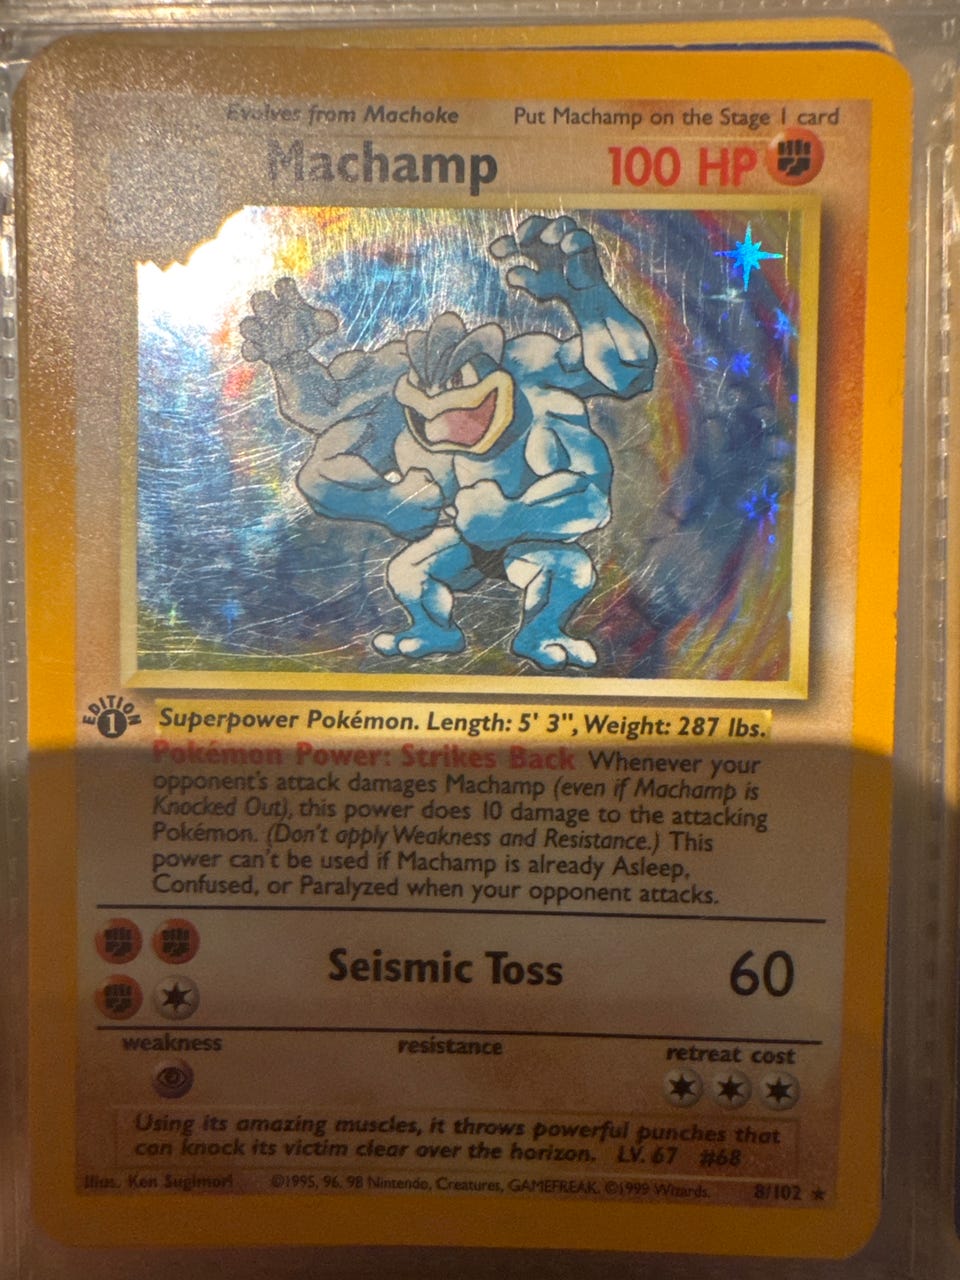 Evolves from Machoke Put Machamp on the Stage 1 card
Machamp 100 HP
EDITION
1
Superpower Pokémon. Length: 5' 3", Weight: 287 lbs.
Pokémon Power: Strikes Back Whenever your
opponent's attack damages Machamp (even if Machamp is
Knocked Out), this power does 10 damage to the attacking
Pokémon. (Don't apply Weakness and Resistance.) This
power can't be used if Machamp is already Asleep,
Confused, or Paralyzed when your opponent attacks.
Seismic Toss 60
weakness resistance retreat cost
Using its amazing muscles, it throws powerful punches that
can knock its victim clear over the horizon. LV. 67 #68
Illus. Ken Sugimori ©1995, 96, 98 Nintendo, Creatures, GAMEFREAK. ©1999 Wizards. 8/102